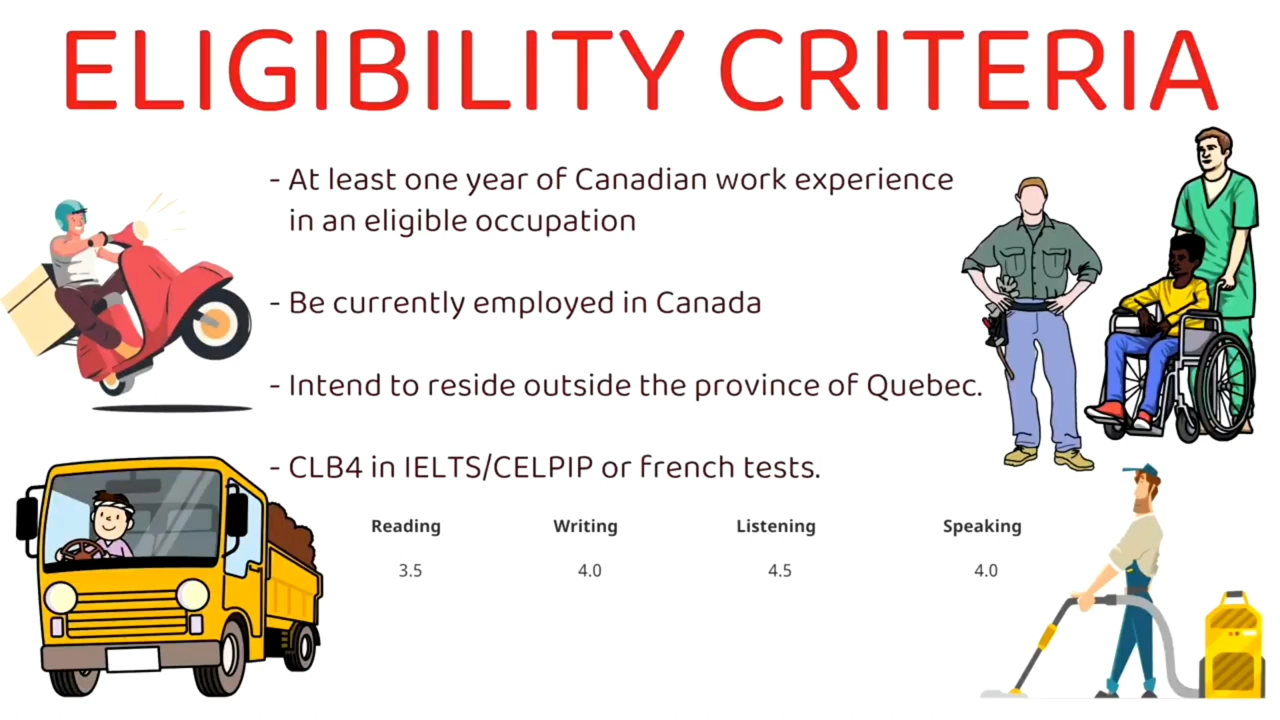 ELIGIBILITY CRITERIA
- At least one year of Canadian work experience
in an eligible occupation
- Be currently employed in Canada
- Intend to reside outside the province of Quebec.
- CLB4 in IELTS/CELPIP or french tests.
Reading Writing Listening Speaking
3.5 4.0 4.5 4.0